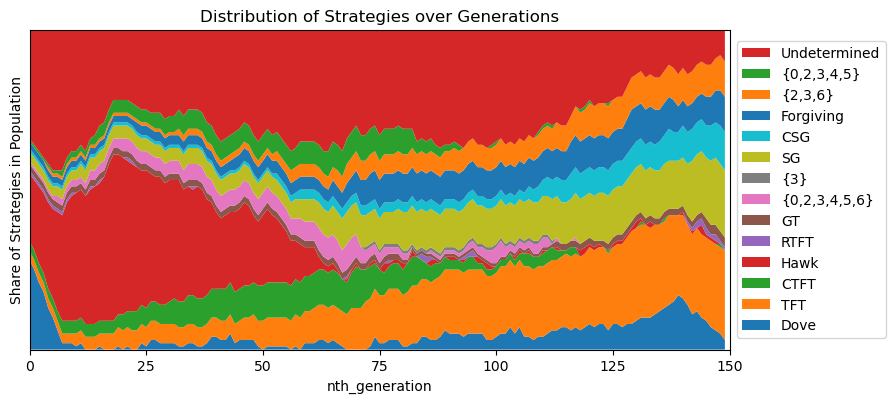 Distribution of Strategies over Generations
Share of Strategies in Population
0 25 50 75 100 125 150
nth_generation
Undetermined
{0,2,3,4,5}
{2,3,6}
Forgiving
CSG
SG
{3}
{0,2,3,4,5,6}
GT
RTFT
Hawk
CTFT
TFT
Dove